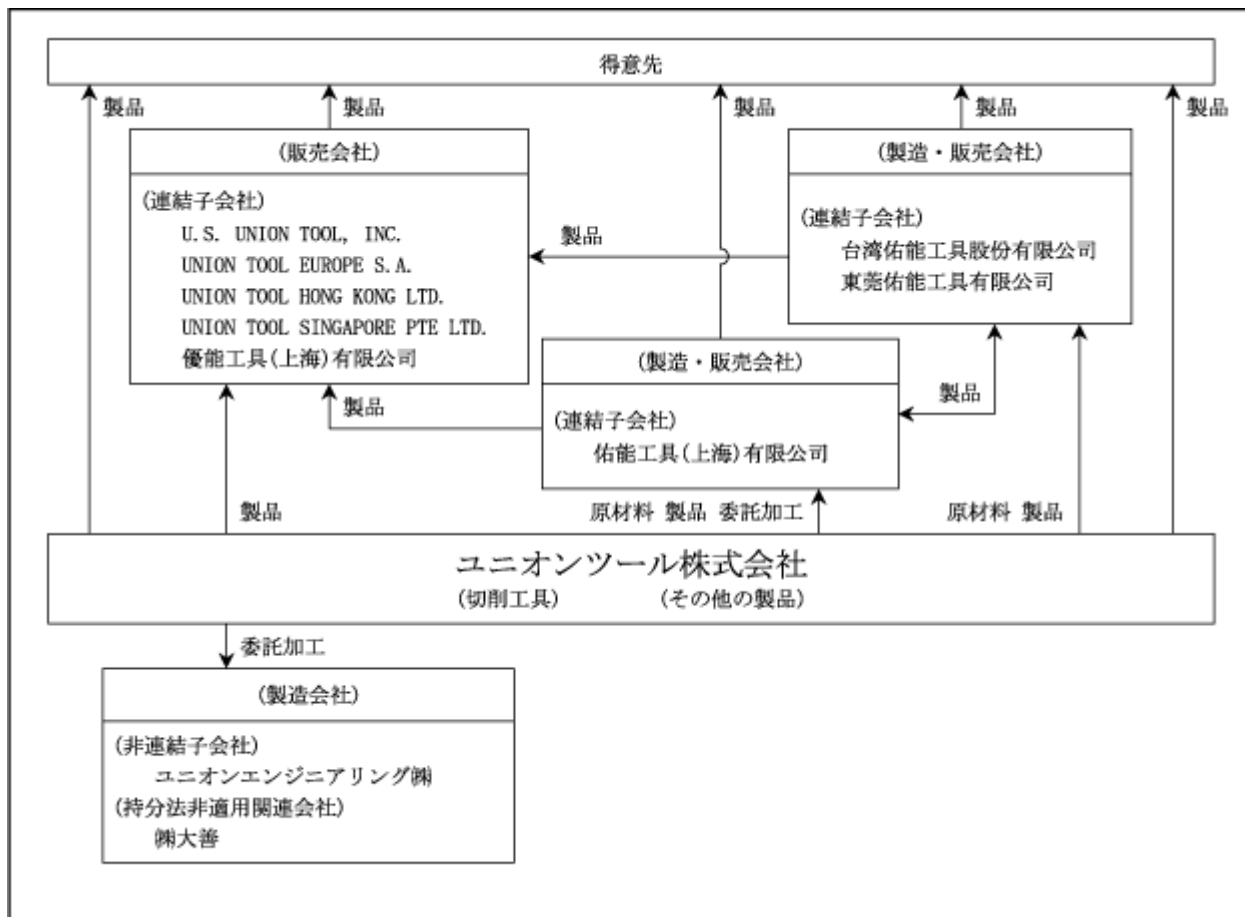 得意先
製品
製品
製品
製品
製品
(販売会社)
(連結子会社)
U.S. UNION TOOL, INC.
UNION TOOL EUROPE S.A.
UNION TOOL HONG KONG LTD.
UNION TOOL SINGAPORE PTE LTD.
優能工具(上海)有限公司
製品
(製造・販売会社)
(連結子会社)
台湾佑能工具股份有限公司
東莞佑能工具有限公司
(製造・販売会社)
(連結子会社)
佑能工具(上海)有限公司
製品
製品
製品
原材料 製品 委託加工
原材料 製品
ユニオンツール株式会社
(切削工具) (その他の製品)
委託加工
(製造会社)
(非連結子会社)
ユニオンエンジニアリング㈱
(持分法非適用関連会社)
㈱大善